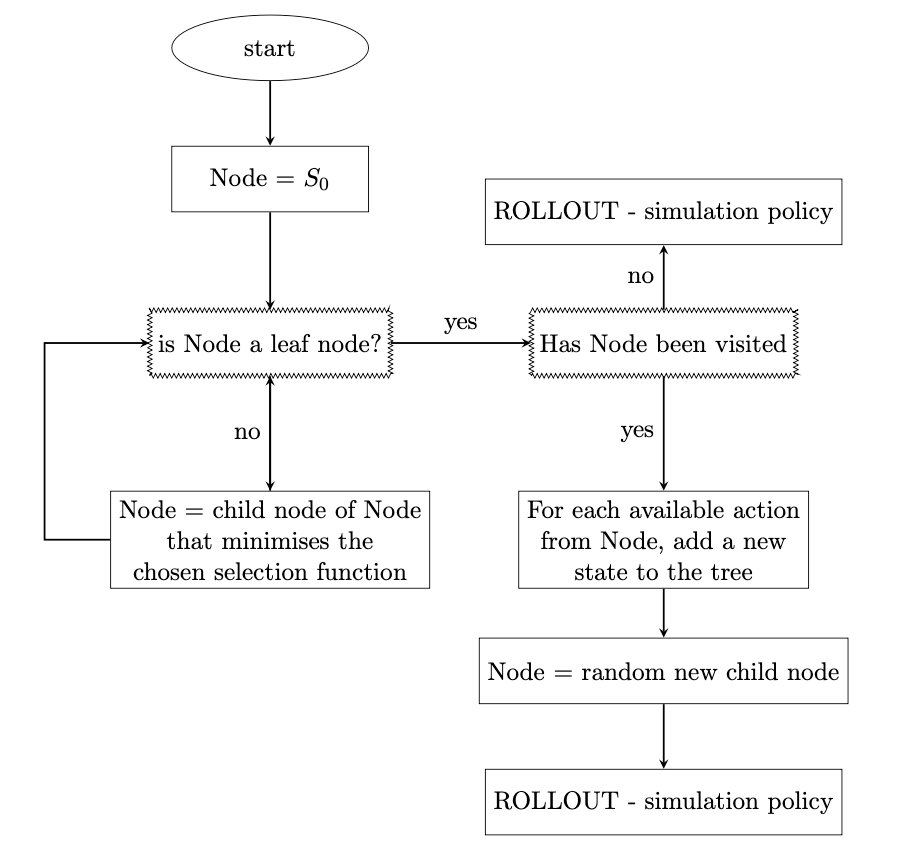 start
Node = S₀
ROLLOUT - simulation policy
no
is Node a leaf node?
yes
Has Node been visited
no
yes
Node = child node of Node
that minimises the
chosen selection function
For each available action
from Node, add a new
state to the tree
Node = random new child node
ROLLOUT - simulation policy